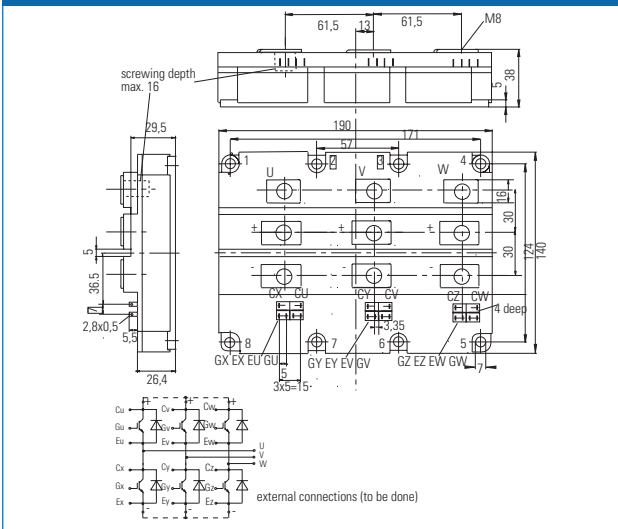 61,5
61,5
M8
13
screwing depth
max. 16
5
38
29,5
190
171
57
1
2
3
4
U
V
W
16
+
+
+
30
-
-
-
30
124
140
5
36,5
7
2,8x0,5
5,5
26,4
CX CU
CY CV
CZ CW
4 deep
3,35
8
7
6
5
GX EX EU GU
GY EY EV GV
GZ EZ EW GW
5
7
3x5=15
+ + +
Cu Cv Cw
Gu Gv Gw
Eu Ev Ew
U
V
W
Cx Cy Cz
Gx Gy Gz
Ex Ey Ez
- - -
external connections (to be done)